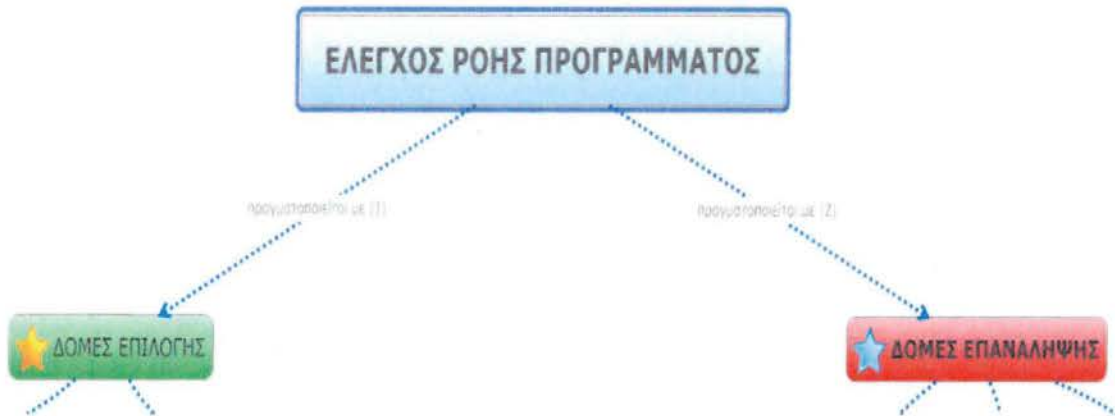 ΕΛΕΓΧΟΣ ΡΟΗΣ ΠΡΟΓΡΑΜΜΑΤΟΣ
πραγματοποιείται με (1)
πραγματοποιείται με (2)
ΔΟΜΕΣ ΕΠΙΛΟΓΗΣ
ΔΟΜΕΣ ΕΠΑΝΑΛΗΨΗΣ